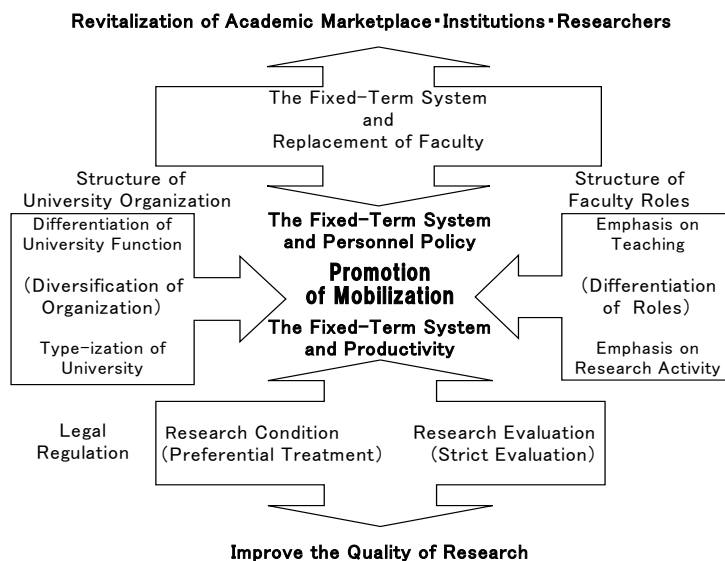 Revitalization of Academic Marketplace・Institutions・Researchers
The Fixed-Term System
and
Replacement of Faculty
Structure of
University Organization
Structure of
Faculty Roles
Differentiation of
University Function
(Diversification of
Organization)
Type-ization of
University
The Fixed-Term System
and Personnel Policy
Promotion
of Mobilization
The Fixed-Term System
and Productivity
Emphasis on
Teaching
(Differentiation
of Roles)
Emphasis on
Research Activity
Legal
Regulation
Research Condition
(Preferential Treatment)
Research Evaluation
(Strict Evaluation)
Improve the Quality of Research